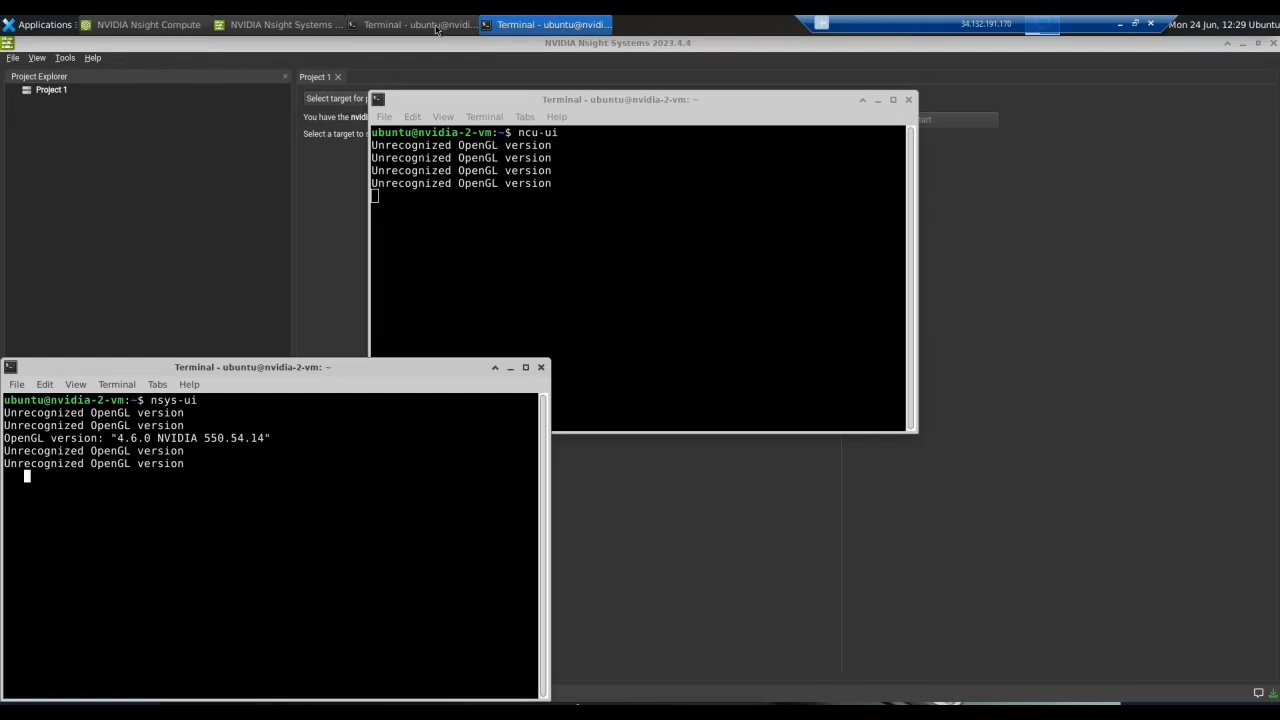 Applications
NVIDIA Nsight Compute
NVIDIA Nsight Systems ...
Terminal - ubuntu@nvidi...
Terminal - ubuntu@nvidi...
34.132.191.170
Mon 24 Jun, 12:29 Ubuntu
NVIDIA Nsight Systems 2023.4.4
File View Tools Help
Project Explorer
Project 1
Project 1
Select target for p
You have the nvidi
Select a target to s
tart
Terminal - ubuntu@nvidia-2-vm: ~
File Edit View Terminal Tabs Help
ubuntu@nvidia-2-vm:~$ ncu-ui
Unrecognized OpenGL version
Unrecognized OpenGL version
Unrecognized OpenGL version
Unrecognized OpenGL version
Terminal - ubuntu@nvidia-2-vm: ~
File Edit View Terminal Tabs Help
ubuntu@nvidia-2-vm:~$ nsys-ui
Unrecognized OpenGL version
Unrecognized OpenGL version
OpenGL version: "4.6.0 NVIDIA 550.54.14"
Unrecognized OpenGL version
Unrecognized OpenGL version